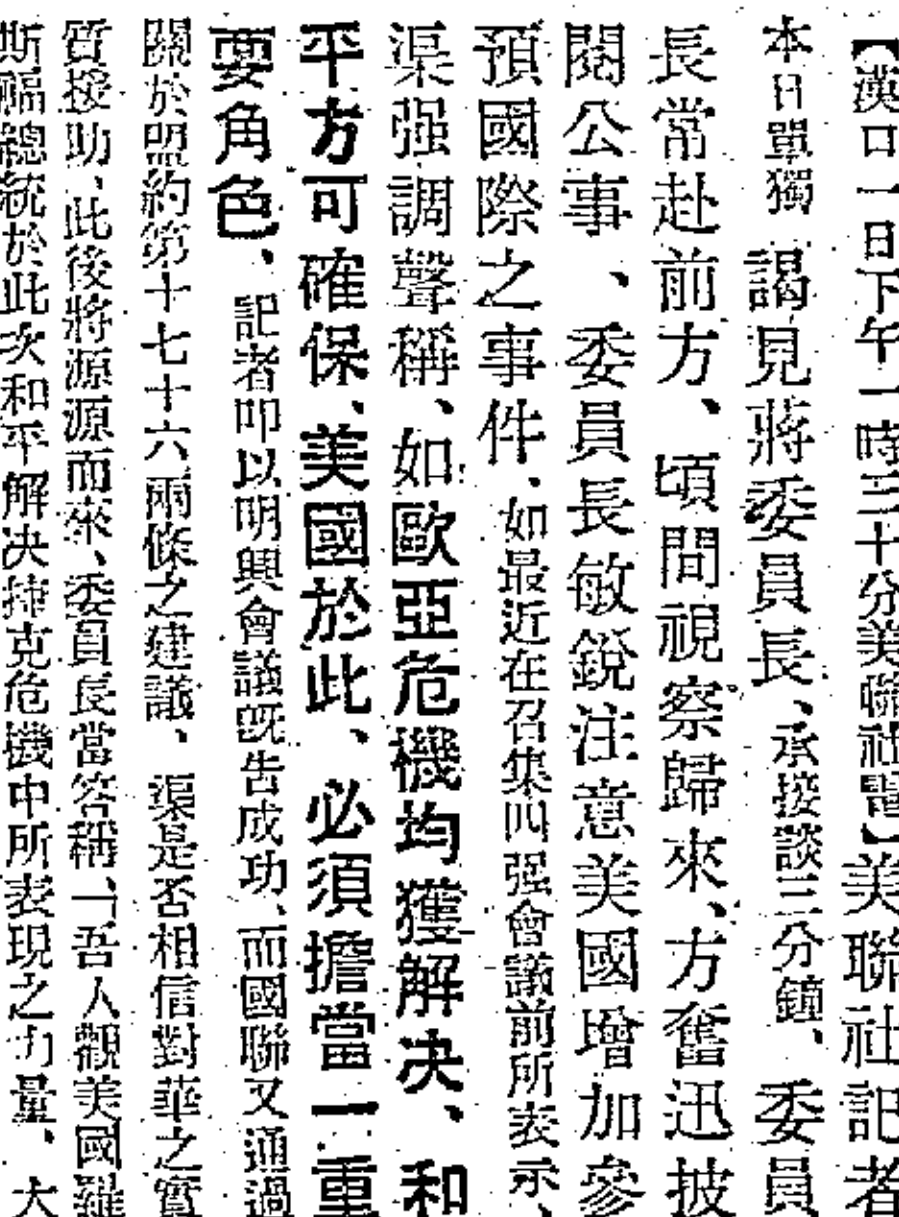 【漢口一日下午一時三十分美聯社電】美聯社記者
本日單獨謁見蔣委員長、承接談三分鐘、委員
長常赴前方、頃間視察歸來、方奮迅披
閱公事、委員長敏銳注意美國增加參
預國際之事件、如最近在召集四强會議前所表示、
渠强調聲稱、如歐亞危機均獲解决、和
平方可確保、美國於此、必須擔當一重
要角色、記者叩以明興會議旣吿成功、而國聯又通過
關於盟約第十七十六兩條之建議、渠是否相信對華之實
質援助、此後將源源而來、委員長當答稱、「吾人觀美國羅
斯福總統於此次和平解决捷克危機中所表現之力量、大